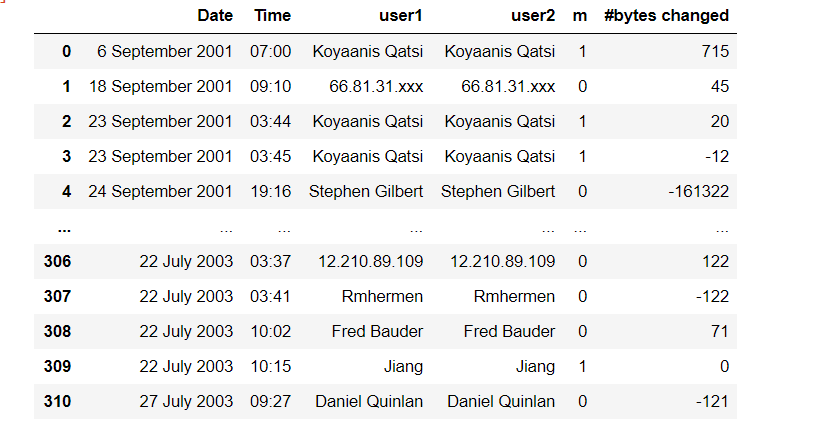 Date Time user1 user2 m #bytes changed
0 6 September 2001 07:00 Koyaanis Qatsi Koyaanis Qatsi 1 715
1 18 September 2001 09:10 66.81.31.xxx 66.81.31.xxx 0 45
2 23 September 2001 03:44 Koyaanis Qatsi Koyaanis Qatsi 1 20
3 23 September 2001 03:45 Koyaanis Qatsi Koyaanis Qatsi 1 -12
4 24 September 2001 19:16 Stephen Gilbert Stephen Gilbert 0 -161322
... ... ... ... ... ... ...
306 22 July 2003 03:37 12.210.89.109 12.210.89.109 0 122
307 22 July 2003 03:41 Rmhermen Rmhermen 0 -122
308 22 July 2003 10:02 Fred Bauder Fred Bauder 0 71
309 22 July 2003 10:15 Jiang Jiang 1 0
310 27 July 2003 09:27 Daniel Quinlan Daniel Quinlan 0 -121